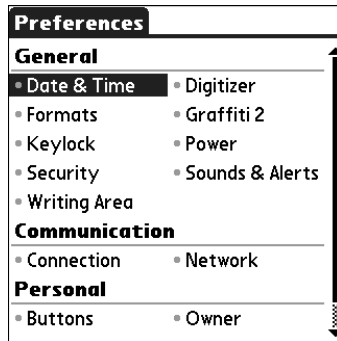 Preferences
General
Date & Time Digitizer
Formats Graffiti 2
Keylock Power
Security Sounds & Alerts
Writing Area
Communication
Connection Network
Personal
Buttons Owner